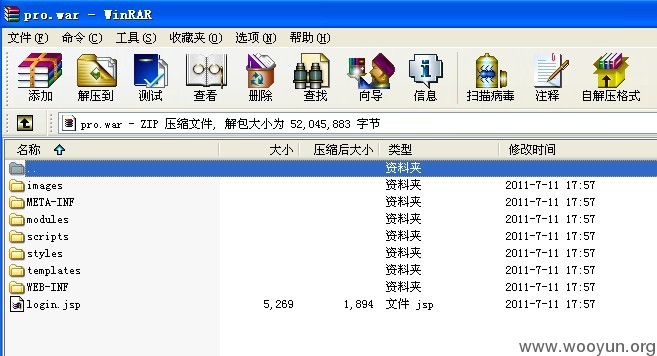 pro.war - WinRAR
文件(F) 命令(C) 工具(S) 收藏夹(O) 选项(N) 帮助(H)
添加 解压到 测试 查看 删除 查找 向导 信息 扫描病毒 注释 自解压格式
pro.war - ZIP 压缩文件, 解包大小为 52,045,883 字节
名称 大小 压缩后大小 类型 修改时间
.. 资料夹
images 资料夹 2011-7-11 17:57
META-INF 资料夹 2011-7-11 17:57
modules 资料夹 2011-7-11 17:57
scripts 资料夹 2011-7-11 17:57
styles 资料夹 2011-7-11 17:57
templates 资料夹 2011-7-11 17:57
WEB-INF 资料夹 2011-7-11 17:57
login.jsp 5,269 1,894 文件 jsp 2011-7-11 17:57
www.wooyun.org